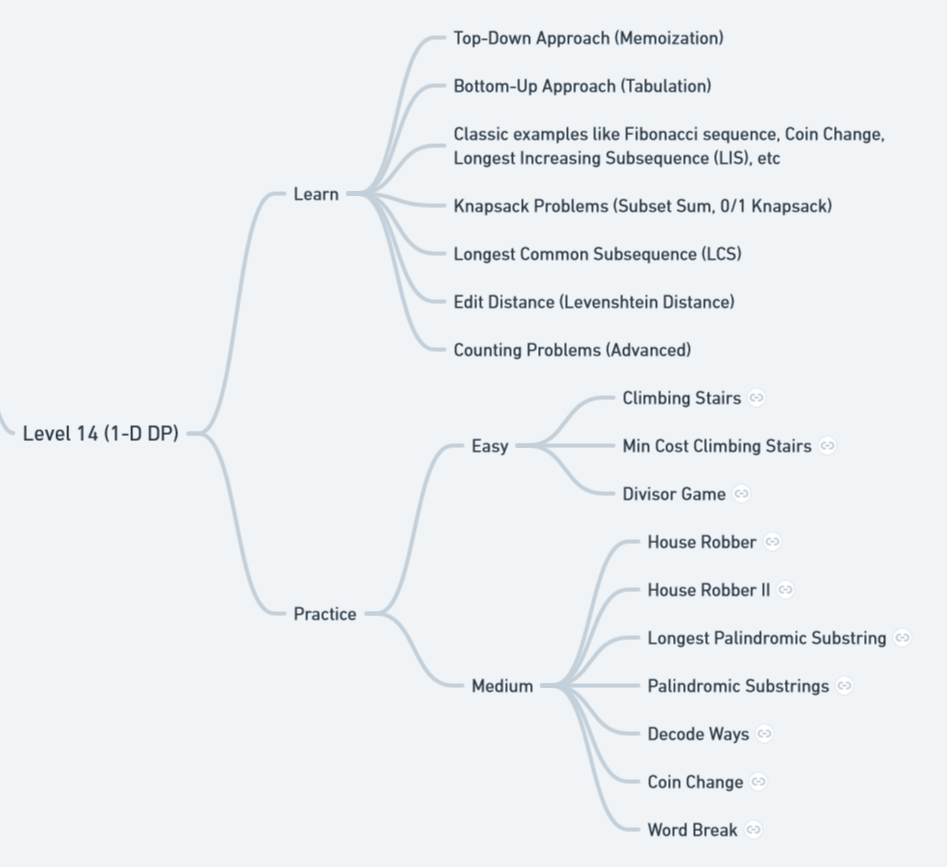 Top-Down Approach (Memoization)
Bottom-Up Approach (Tabulation)
Classic examples like Fibonacci sequence, Coin Change,
Longest Increasing Subsequence (LIS), etc
Learn
Knapsack Problems (Subset Sum, 0/1 Knapsack)
Longest Common Subsequence (LCS)
Edit Distance (Levenshtein Distance)
Counting Problems (Advanced)
Level 14 (1-D DP)
Climbing Stairs
Easy
Min Cost Climbing Stairs
Divisor Game
Practice
House Robber
House Robber II
Longest Palindromic Substring
Medium
Palindromic Substrings
Decode Ways
Coin Change
Word Break